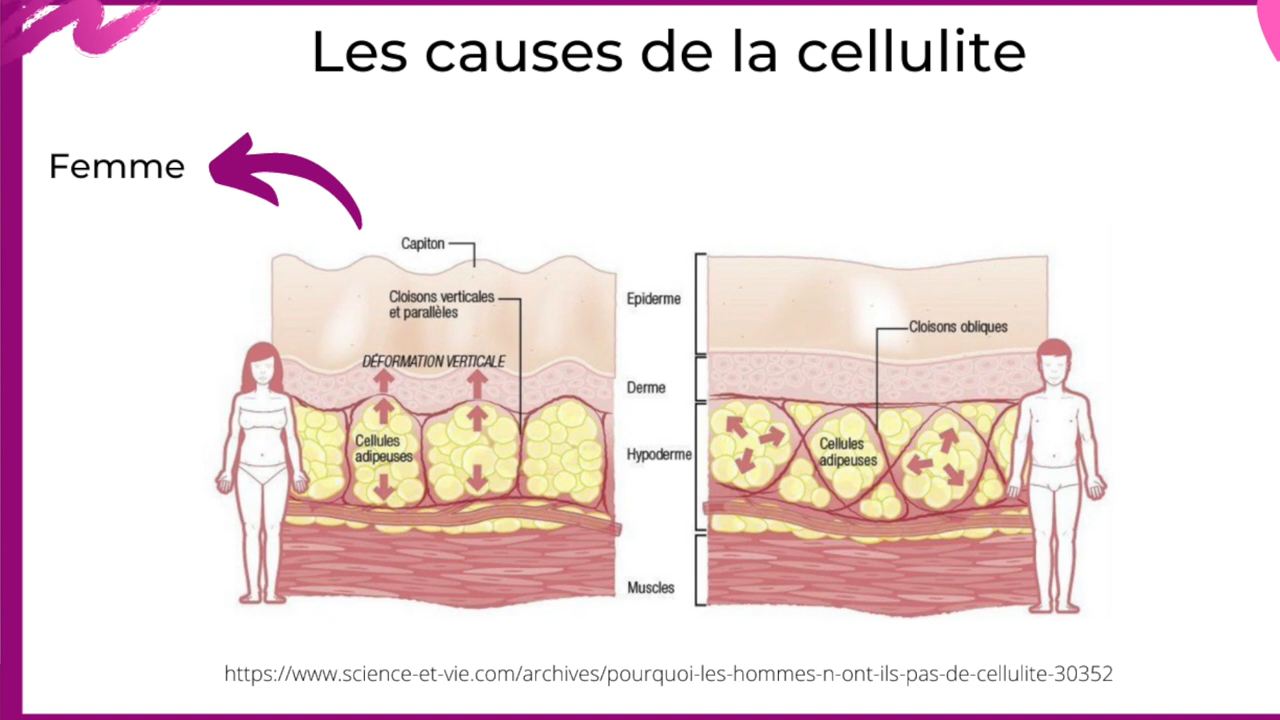 Les causes de la cellulite
Femme
Capiton
Cloisons verticales
et parallèles
DÉFORMATION VERTICALE
Cellules
adipeuses
Epiderme
Derme
Hypoderme
Muscles
Cloisons obliques
Cellules
adipeuses
https://www.science-et-vie.com/archives/pourquoi-les-hommes-n-ont-ils-pas-de-cellulite-30352